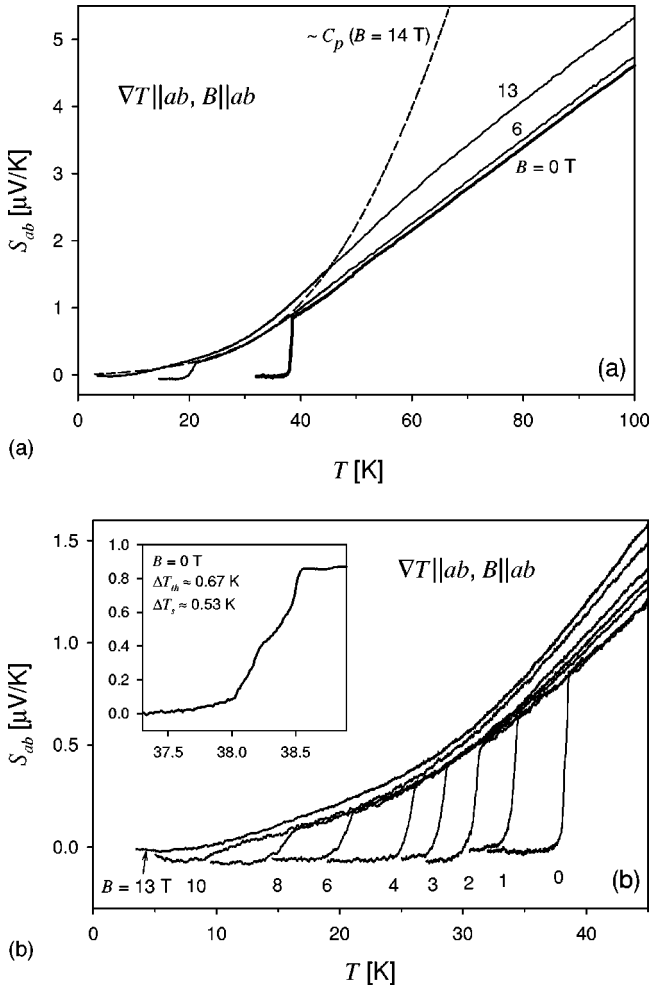 (a)
~ C_p (B = 14 T)
∇T||ab, B||ab
13
6
B = 0 T
S_ab [µV/K]
5
4
3
2
1
0
(a)
0 20 40 60 80 100
T [K]
(b)
1.5
1.0
0.5
0.0
S_ab [µV/K]
∇T||ab, B||ab
1.0
0.8
0.6
0.4
0.2
0.0
B = 0 T
ΔT_th ≈ 0.67 K
ΔT_s ≈ 0.53 K
37.5 38.0 38.5
B = 13 T 10 8 6 4 3 2 1 0
(b)
0 10 20 30 40
T [K]